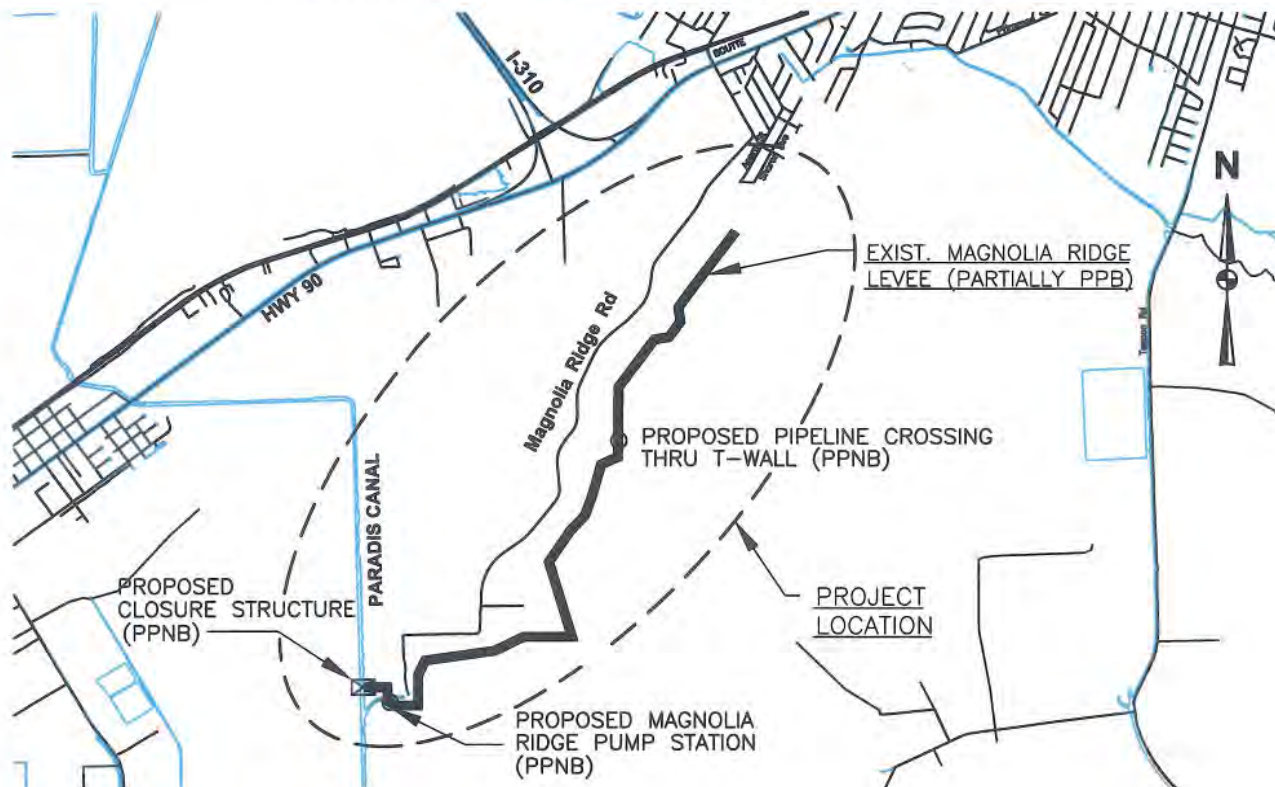 BOUTTE
I-310
N
HWY 90
EXIST. MAGNOLIA RIDGE
LEVEE (PARTIALLY PPB)
Magnolia Ridge Rd
PROPOSED PIPELINE CROSSING
THRU T-WALL (PPNB)
PARADIS CANAL
PROPOSED
CLOSURE STRUCTURE
(PPNB)
PROJECT
LOCATION
PROPOSED MAGNOLIA
RIDGE PUMP STATION
(PPNB)